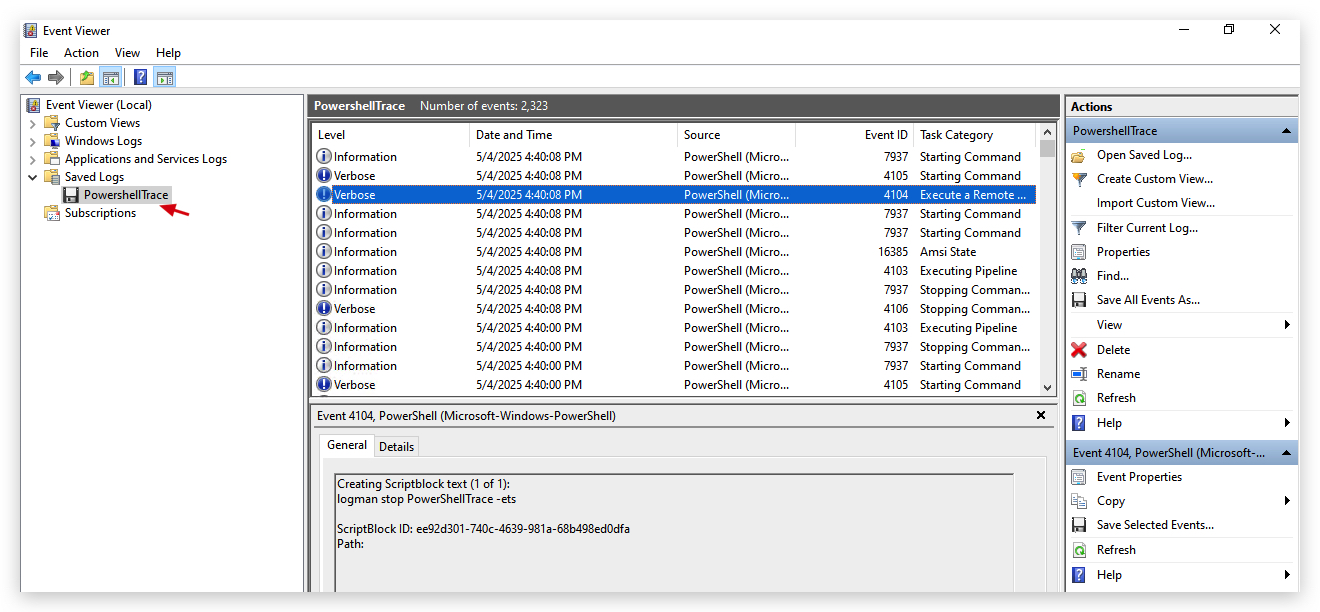 Event Viewer
File Action View Help
Event Viewer (Local)
Custom Views
Windows Logs
Applications and Services Logs
Saved Logs
PowershellTrace
Subscriptions
PowershellTrace Number of events: 2,323
Level Date and Time Source Event ID Task Category
Information 5/4/2025 4:40:08 PM PowerShell (Micro... 7937 Starting Command
Verbose 5/4/2025 4:40:08 PM PowerShell (Micro... 4105 Starting Command
Verbose 5/4/2025 4:40:08 PM PowerShell (Micro... 4104 Execute a Remote ...
Information 5/4/2025 4:40:08 PM PowerShell (Micro... 7937 Starting Command
Information 5/4/2025 4:40:08 PM PowerShell (Micro... 7937 Starting Command
Information 5/4/2025 4:40:08 PM PowerShell (Micro... 16385 Amsi State
Information 5/4/2025 4:40:08 PM PowerShell (Micro... 4103 Executing Pipeline
Information 5/4/2025 4:40:08 PM PowerShell (Micro... 7937 Stopping Comman...
Verbose 5/4/2025 4:40:08 PM PowerShell (Micro... 4106 Stopping Comman...
Information 5/4/2025 4:40:00 PM PowerShell (Micro... 4103 Executing Pipeline
Information 5/4/2025 4:40:00 PM PowerShell (Micro... 7937 Stopping Comman...
Information 5/4/2025 4:40:00 PM PowerShell (Micro... 7937 Starting Command
Verbose 5/4/2025 4:40:00 PM PowerShell (Micro... 4105 Starting Command
Event 4104, PowerShell (Microsoft-Windows-PowerShell)
General Details
Creating Scriptblock text (1 of 1):
logman stop PowerShellTrace -ets
ScriptBlock ID: ee92d301-740c-4639-981a-68b498ed0dfa
Path:
Actions
PowershellTrace
Open Saved Log...
Create Custom View...
Import Custom View...
Filter Current Log...
Properties
Find...
Save All Events As...
View
Delete
Rename
Refresh
Help
Event 4104, PowerShell (Microsoft-...
Event Properties
Copy
Save Selected Events...
Refresh
Help